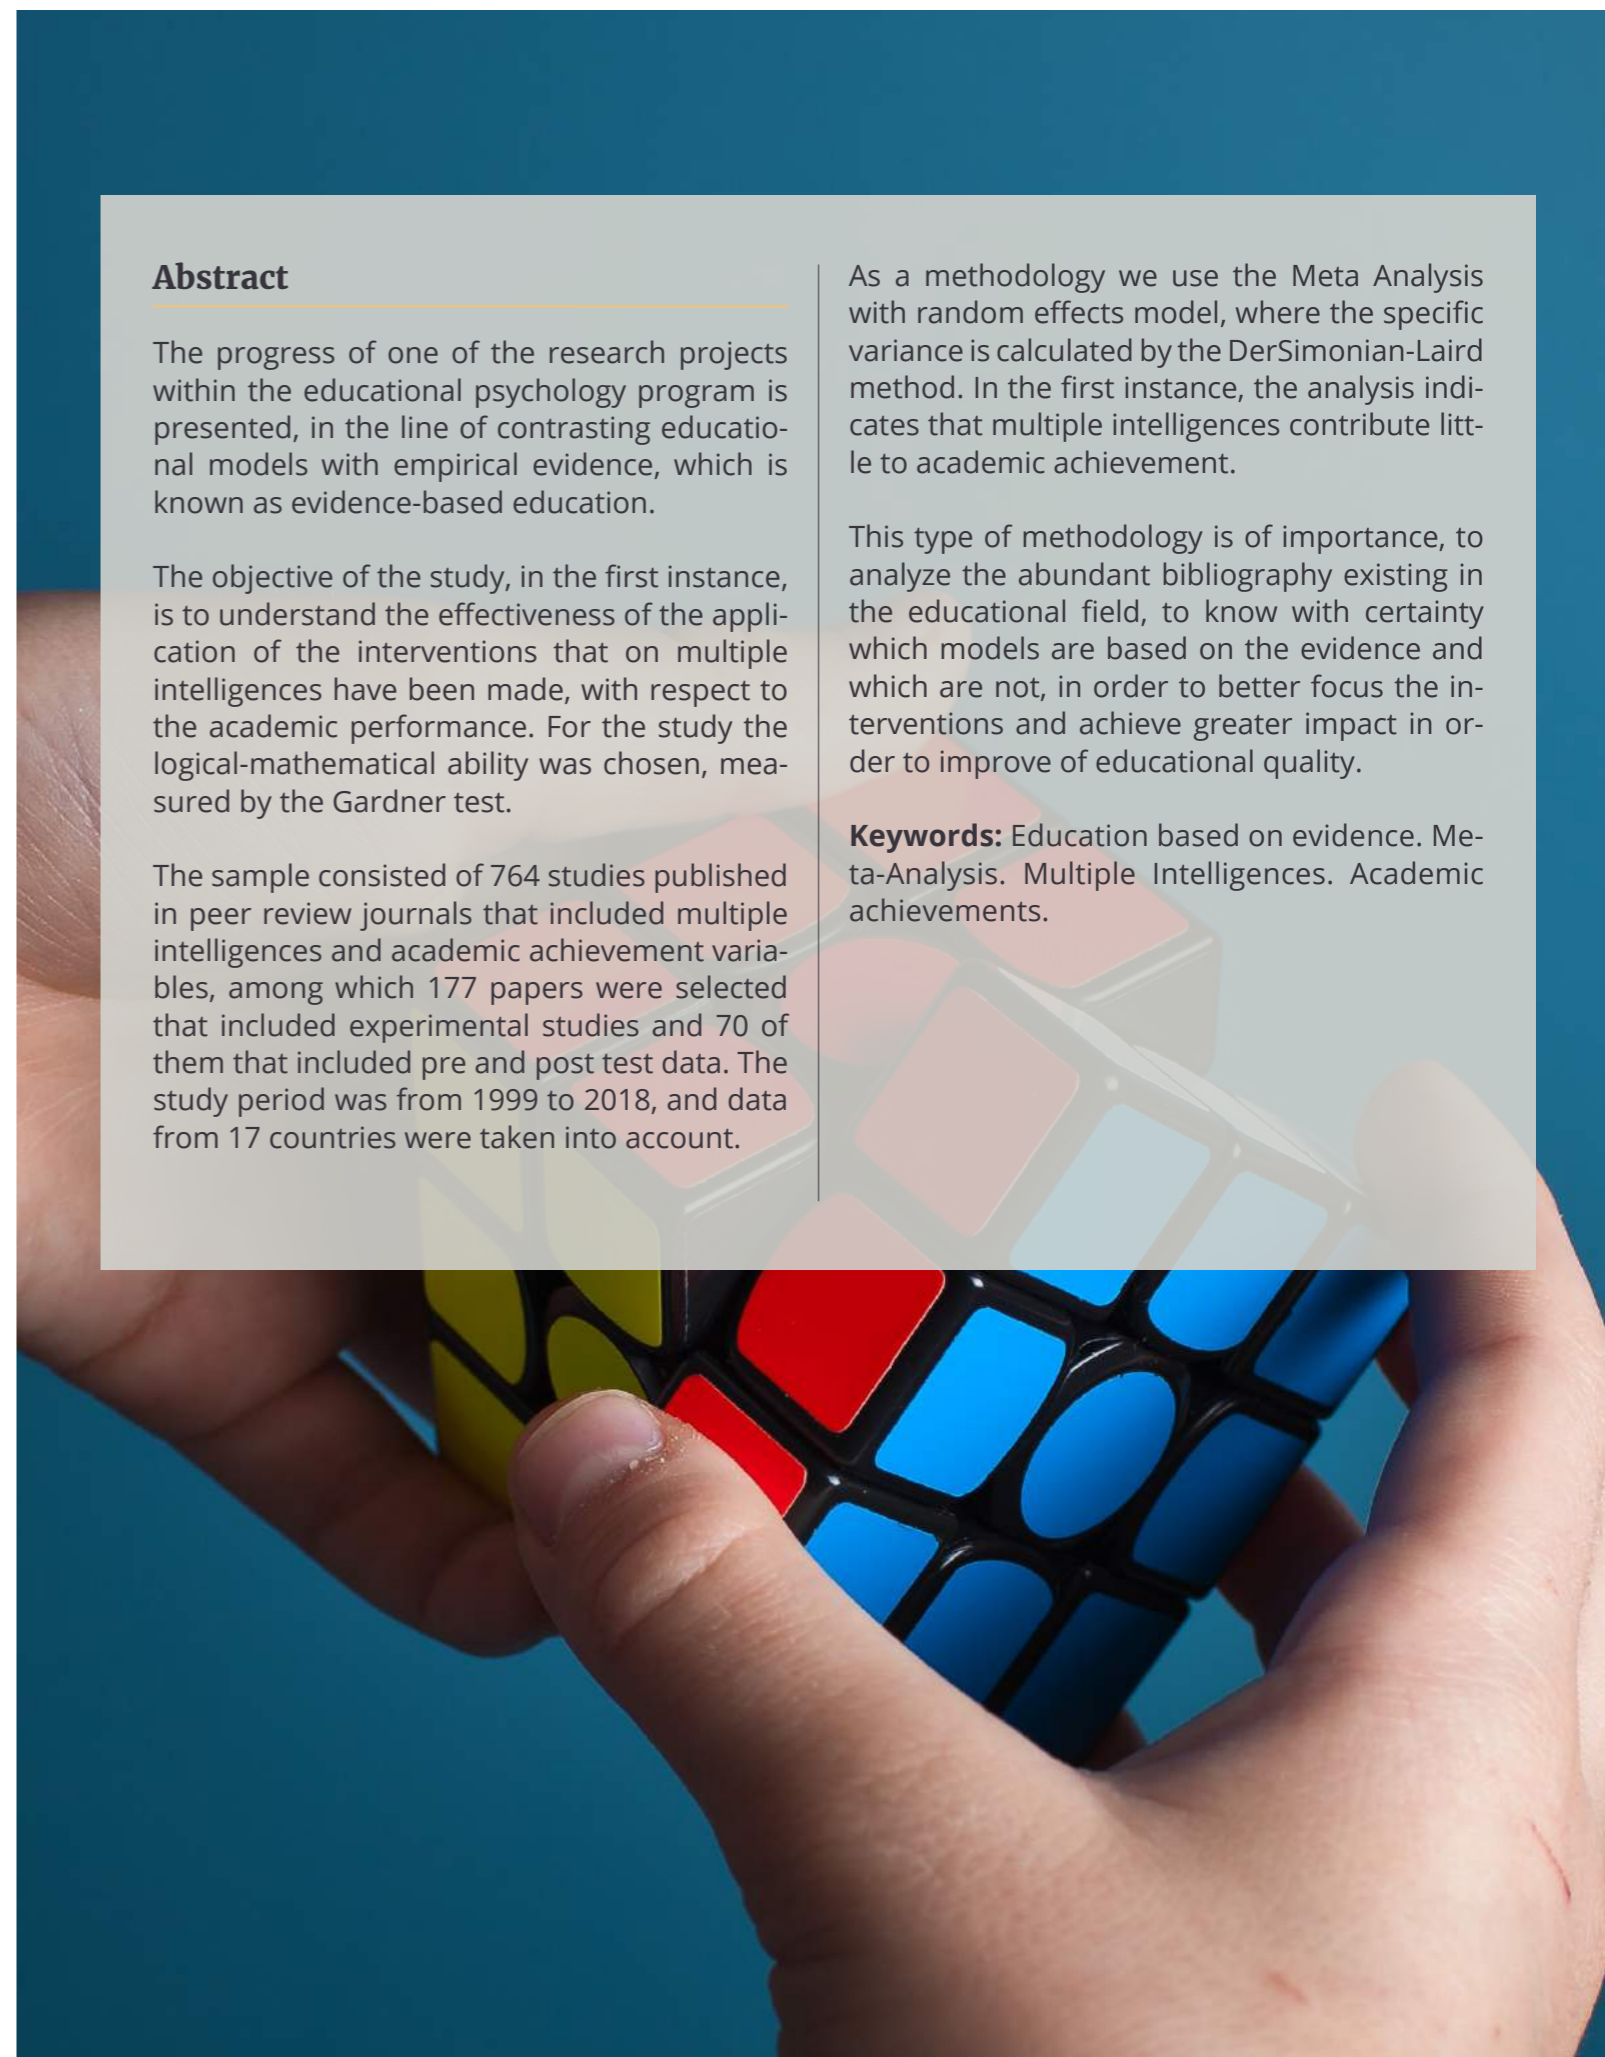 Abstract
The progress of one of the research projects
within the educational psychology program is
presented, in the line of contrasting educatio-
nal models with empirical evidence, which is
known as evidence-based education.
The objective of the study, in the first instance,
is to understand the effectiveness of the appli-
cation of the interventions that on multiple
intelligences have been made, with respect to
the academic performance. For the study the
logical-mathematical ability was chosen, mea-
sured by the Gardner test.
The sample consisted of 764 studies published
in peer review journals that included multiple
intelligences and academic achievement varia-
bles, among which 177 papers were selected
that included experimental studies and 70 of
them that included pre and post test data. The
study period was from 1999 to 2018, and data
from 17 countries were taken into account.
As a methodology we use the Meta Analysis
with random effects model, where the specific
variance is calculated by the DerSimonian-Laird
method. In the first instance, the analysis indi-
cates that multiple intelligences contribute litt-
le to academic achievement.
This type of methodology is of importance, to
analyze the abundant bibliography existing in
the educational field, to know with certainty
which models are based on the evidence and
which are not, in order to better focus the in-
terventions and achieve greater impact in or-
der to improve of educational quality.
Keywords: Education based on evidence. Me-
ta-Analysis. Multiple Intelligences. Academic
achievements.